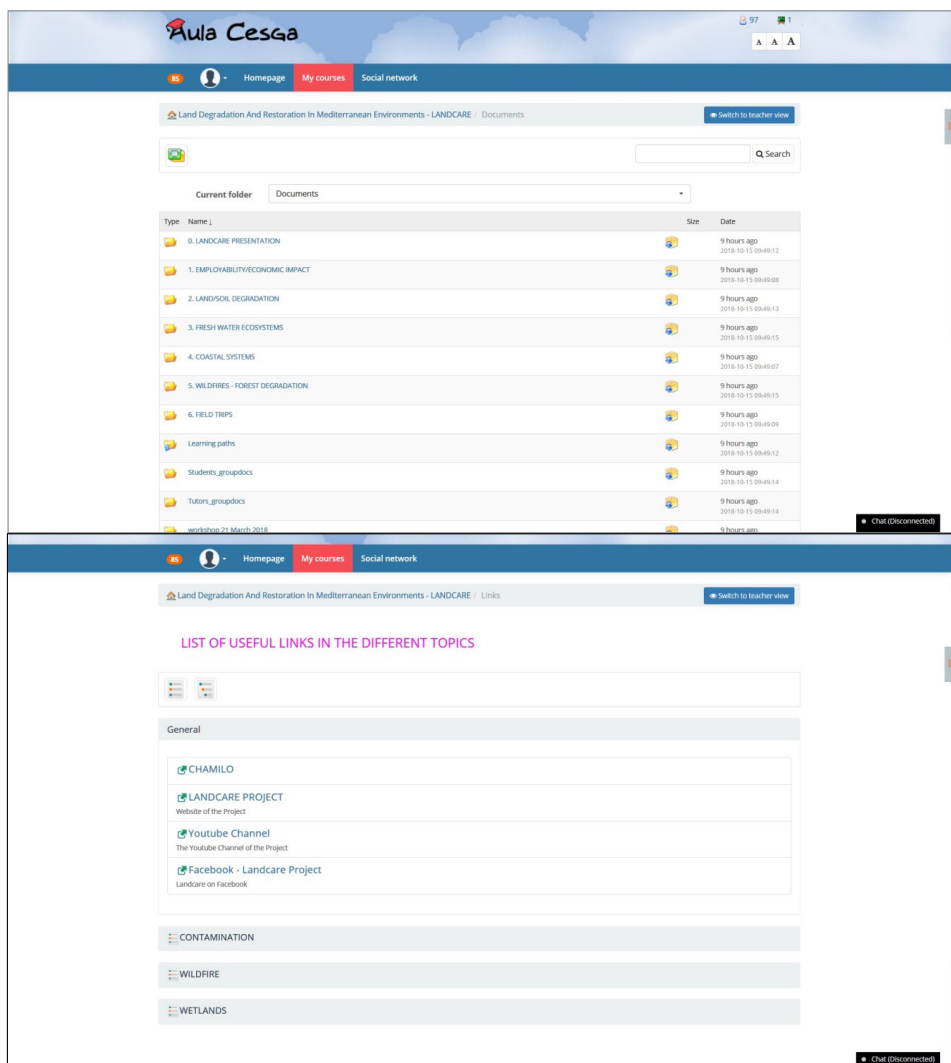 Aula Cesga
97 1
A A A
85 Homepage My courses Social network
Land Degradation And Restoration In Mediterranean Environments - LANDCARE / Documents
Switch to teacher view
Search
Current folder Documents
Type Name ↓ Size Date
0. LANDCARE PRESENTATION 9 hours ago
2018-10-15 09:49:12
1. EMPLOYABILITY/ECONOMIC IMPACT 9 hours ago
2018-10-15 09:49:08
2. LAND/SOIL DEGRADATION 9 hours ago
2018-10-15 09:49:13
3. FRESH WATER ECOSYSTEMS 9 hours ago
2018-10-15 09:49:15
4. COASTAL SYSTEMS 9 hours ago
2018-10-15 09:49:07
5. WILDFIRES - FOREST DEGRADATION 9 hours ago
2018-10-15 09:49:15
6. FIELD TRIPS 9 hours ago
2018-10-15 09:49:09
Learning paths 9 hours ago
2018-10-15 09:49:12
Students_groupdocs 9 hours ago
2018-10-15 09:49:14
Tutors_groupdocs 9 hours ago
2018-10-15 09:49:14
workshop 21 March 2018 9 hours ago
Chat (Disconnected)
85 Homepage My courses Social network
Land Degradation And Restoration In Mediterranean Environments - LANDCARE / Links
Switch to teacher view
LIST OF USEFUL LINKS IN THE DIFFERENT TOPICS
General
CHAMILO
LANDCARE PROJECT
Website of the Project
Youtube Channel
The Youtube Channel of the Project
Facebook - Landcare Project
Landcare on Facebook
CONTAMINATION
WILDFIRE
WETLANDS
Chat (Disconnected)